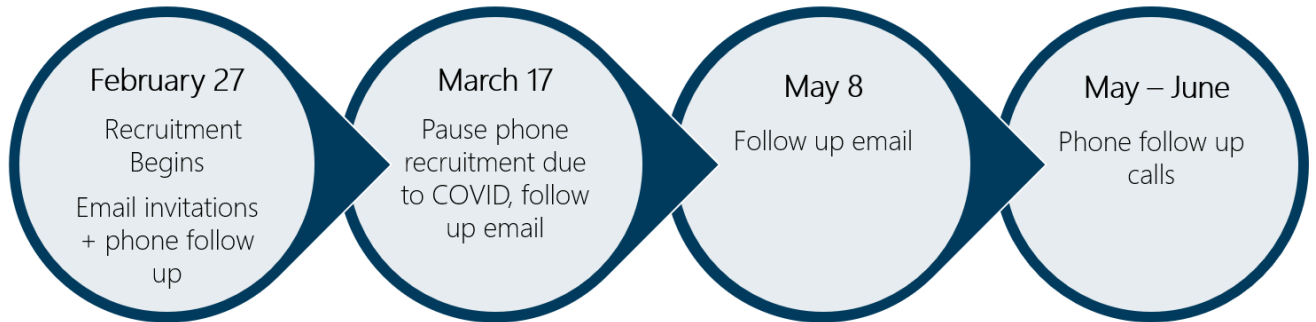 February 27
Recruitment
Begins
Email invitations
+ phone follow
up
March 17
Pause phone
recruitment due
to COVID, follow
up email
May 8
Follow up email
May – June
Phone follow up
calls